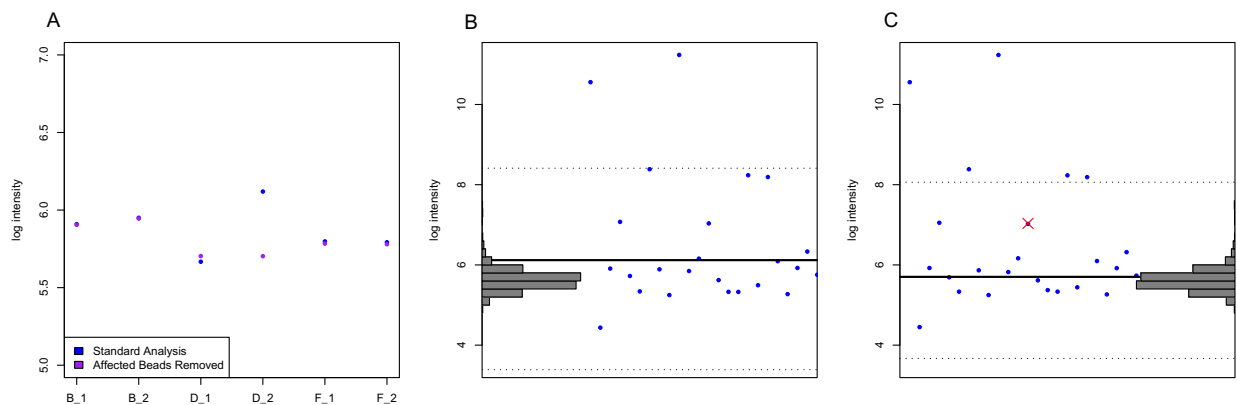 A
B
C
log intensity
7.0
6.5
6.0
5.5
5.0
Standard Analysis
Affected Beads Removed
B_1
B_2
D_1
D_2
F_1
F_2
log intensity
10
8
6
4
log intensity
10
8
6
4